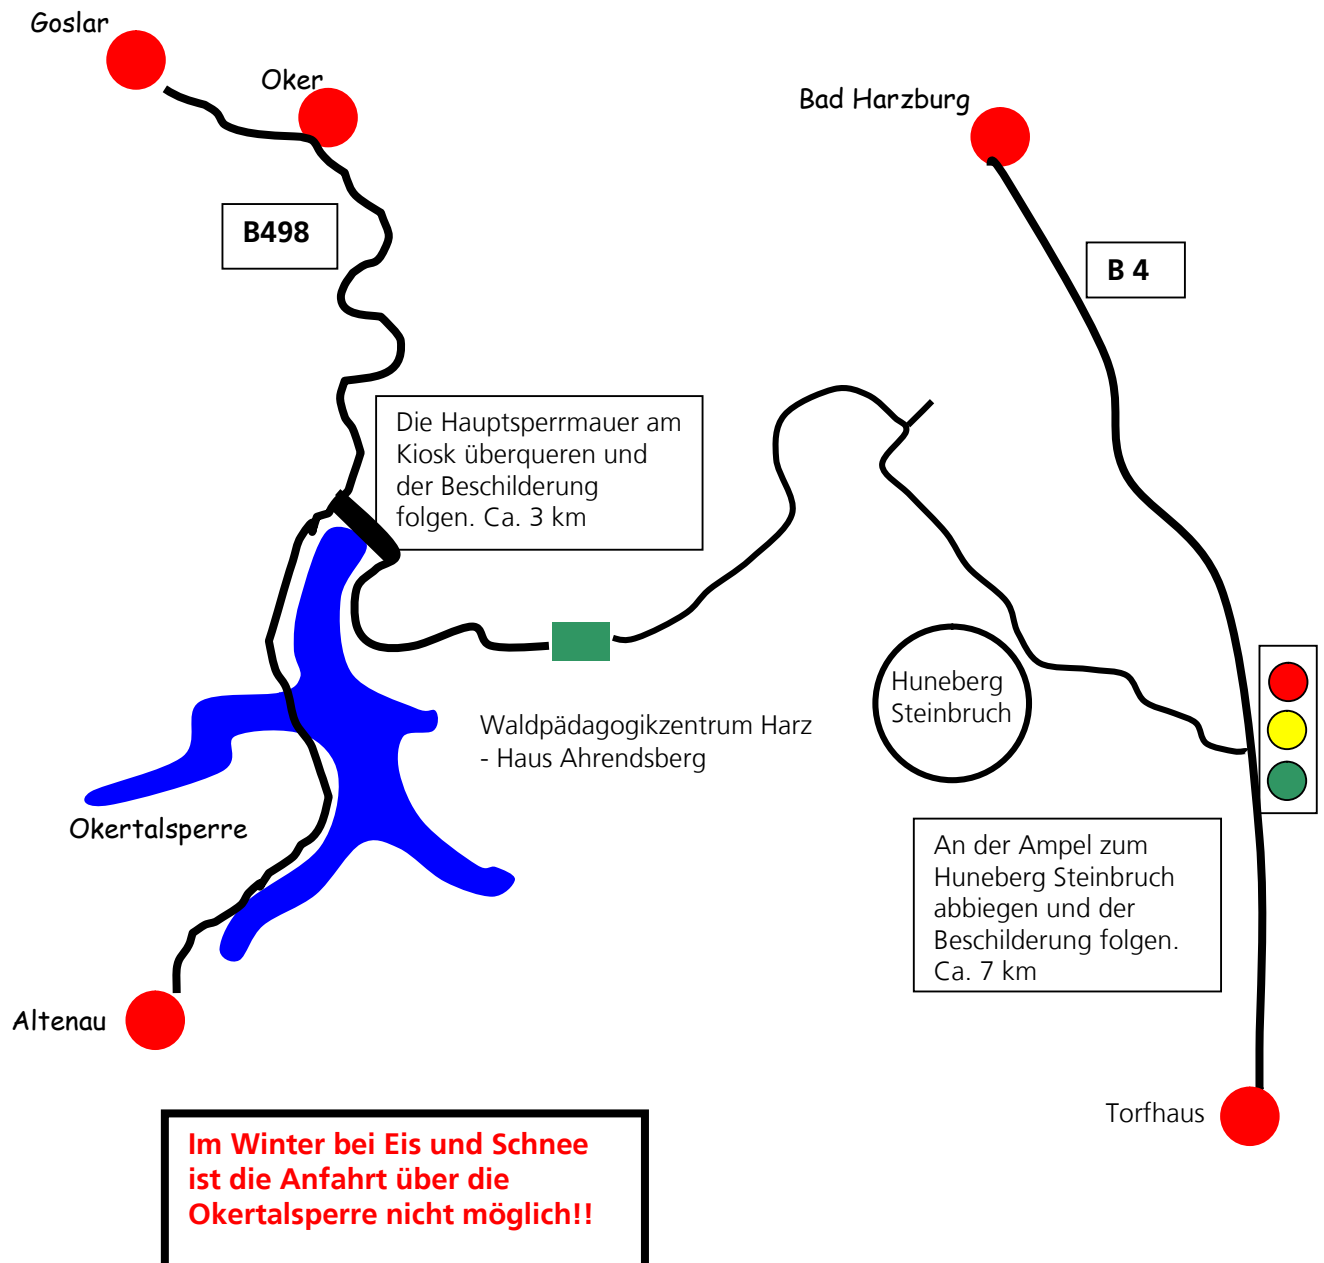 Goslar
Oker
Bad Harzburg
B498
B 4
Die Hauptsperrmauer am
Kiosk überqueren und
der Beschilderung
folgen. Ca. 3 km
Huneberg
Steinbruch
Waldpädagogikzentrum Harz
- Haus Ahrendsberg
Okertalsperre
An der Ampel zum
Huneberg Steinbruch
abbiegen und der
Beschilderung folgen.
Ca. 7 km
Altenau
Torfhaus
Im Winter bei Eis und Schnee
ist die Anfahrt über die
Okertalsperre nicht möglich!!